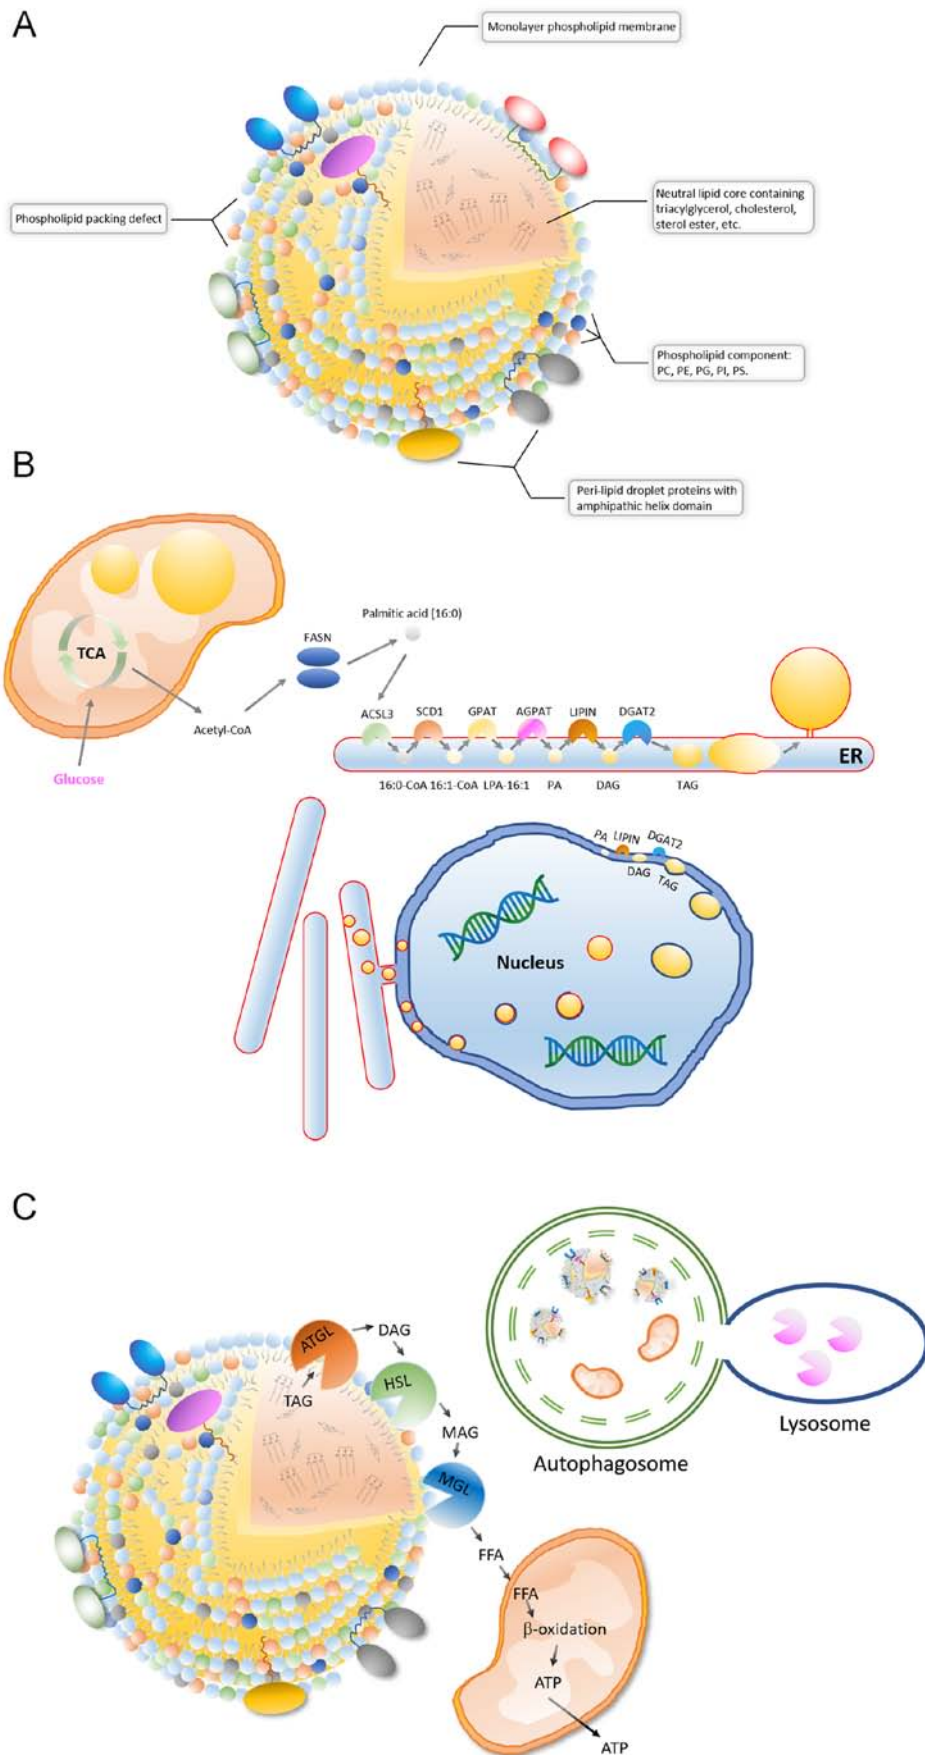 A
Monolayer phospholipid membrane
Neutral lipid core containing
triacylglycerol, cholesterol,
sterol ester, etc.
Phospholipid packing defect
Phospholipid component:
PC, PE, PG, PI, PS.
B
Peri-lipid droplet proteins with
amphipathic helix domain
Palmitic acid (16:0)
FASN
TCA
Acetyl-CoA
Glucose
ACSL3 SCD1 GPAT AGPAT LIPIN DGAT2
ER
16:0-CoA 16:1-CoA LPA-16:1 PA DAG TAG
PA LIPIN DGAT2
DAG TAG
Nucleus
C
ATGL DAG
TAG HSL
MAG
MGL
FFA
FFA
β-oxidation
ATP
ATP
Autophagosome
Lysosome